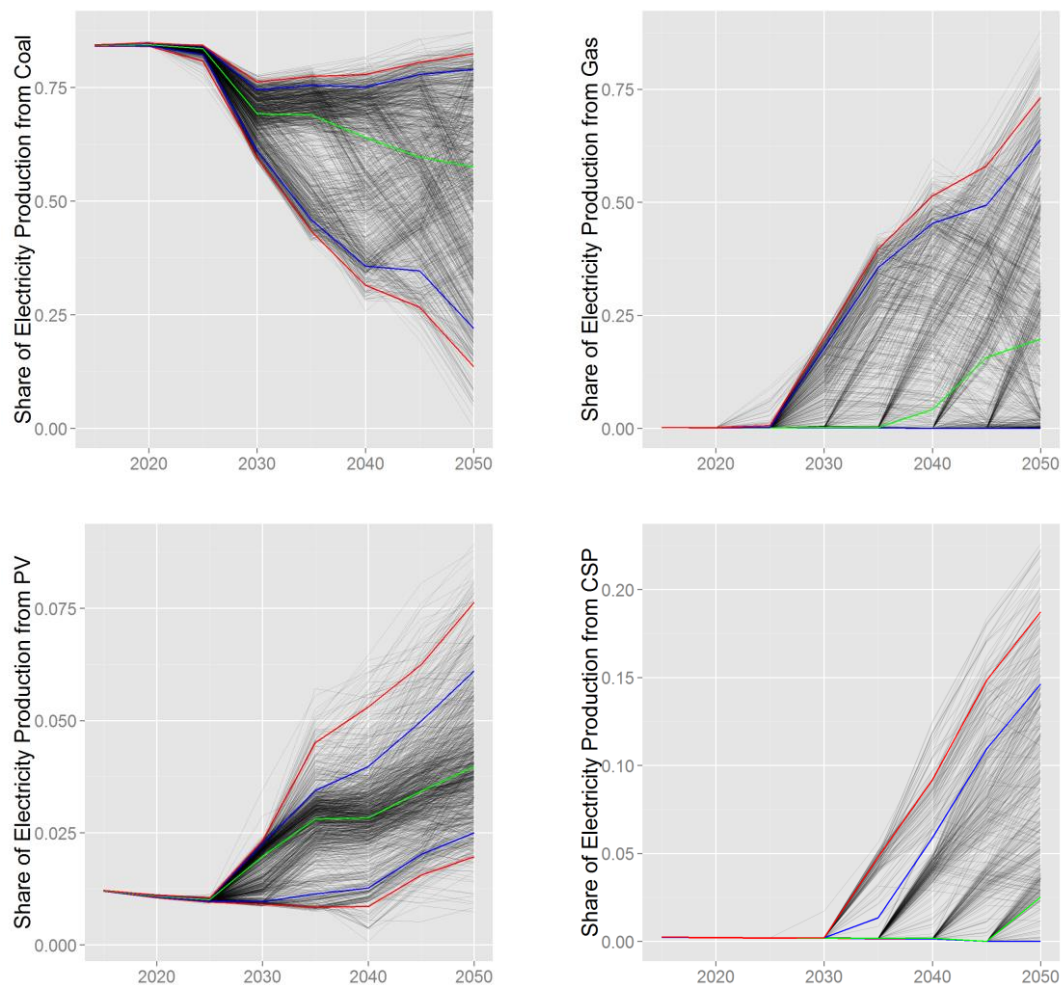 Share of Electricity Production from Coal
0.75
0.50
0.25
0.00
2020 2030 2040 2050
Share of Electricity Production from Gas
0.75
0.50
0.25
0.00
2020 2030 2040 2050
Share of Electricity Production from PV
0.075
0.050
0.025
0.000
2020 2030 2040 2050
Share of Electricity Production from CSP
0.20
0.15
0.10
0.05
0.00
2020 2030 2040 2050